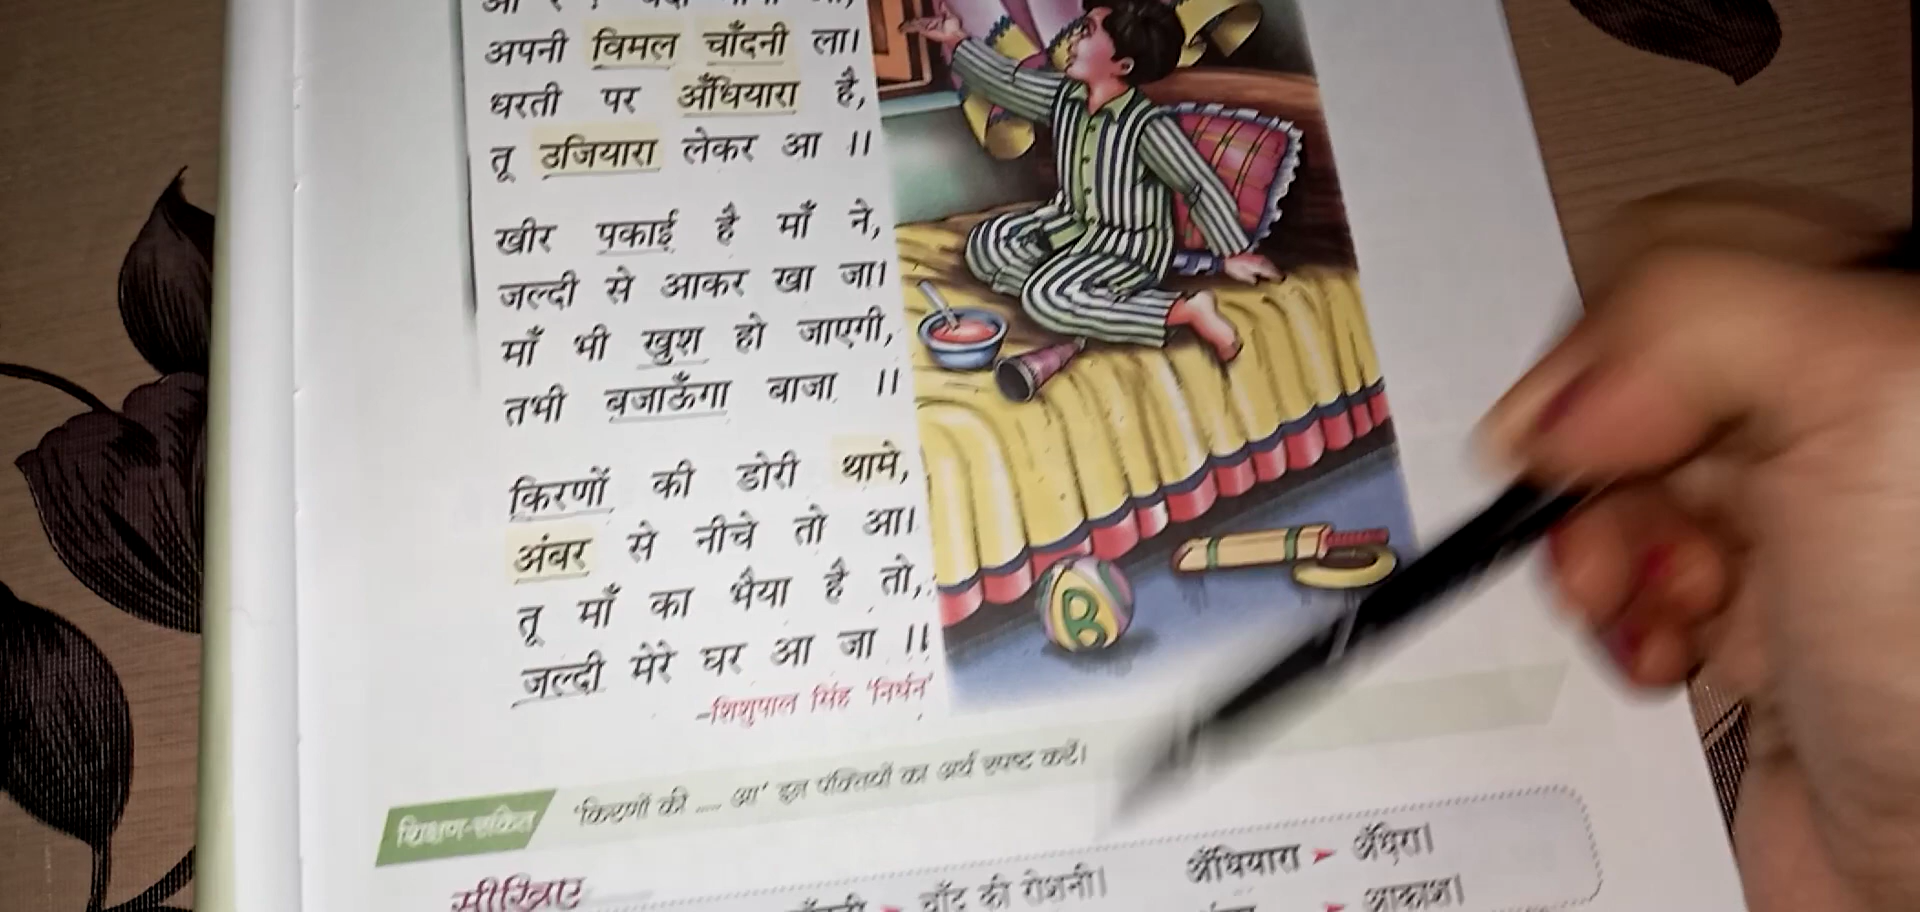 अपनी विमल चाँदनी ला।
धरती पर अँधियारा है,
तू उजियारा लेकर आ ।।
खीर पकाई है माँ ने,
जल्दी से आकर खा जा।
माँ भी खुश हो जाएगी,
तभी बजाऊँगा बाजा ।।
किरणों की डोरी थामे,
अंबर से नीचे तो आ।
तू माँ का भैया है तो,
जल्दी मेरे घर आ जा ।।
–शिशुपाल सिंह 'निर्धन'
शिक्षण-संकेत 'किरणों की .... आ' इन पंक्तियों का अर्थ स्पष्ट करें।
सीखिए
चाँद की रोशनी। अँधियारा ➤ अँधेरा।
➤ आकाश।
B